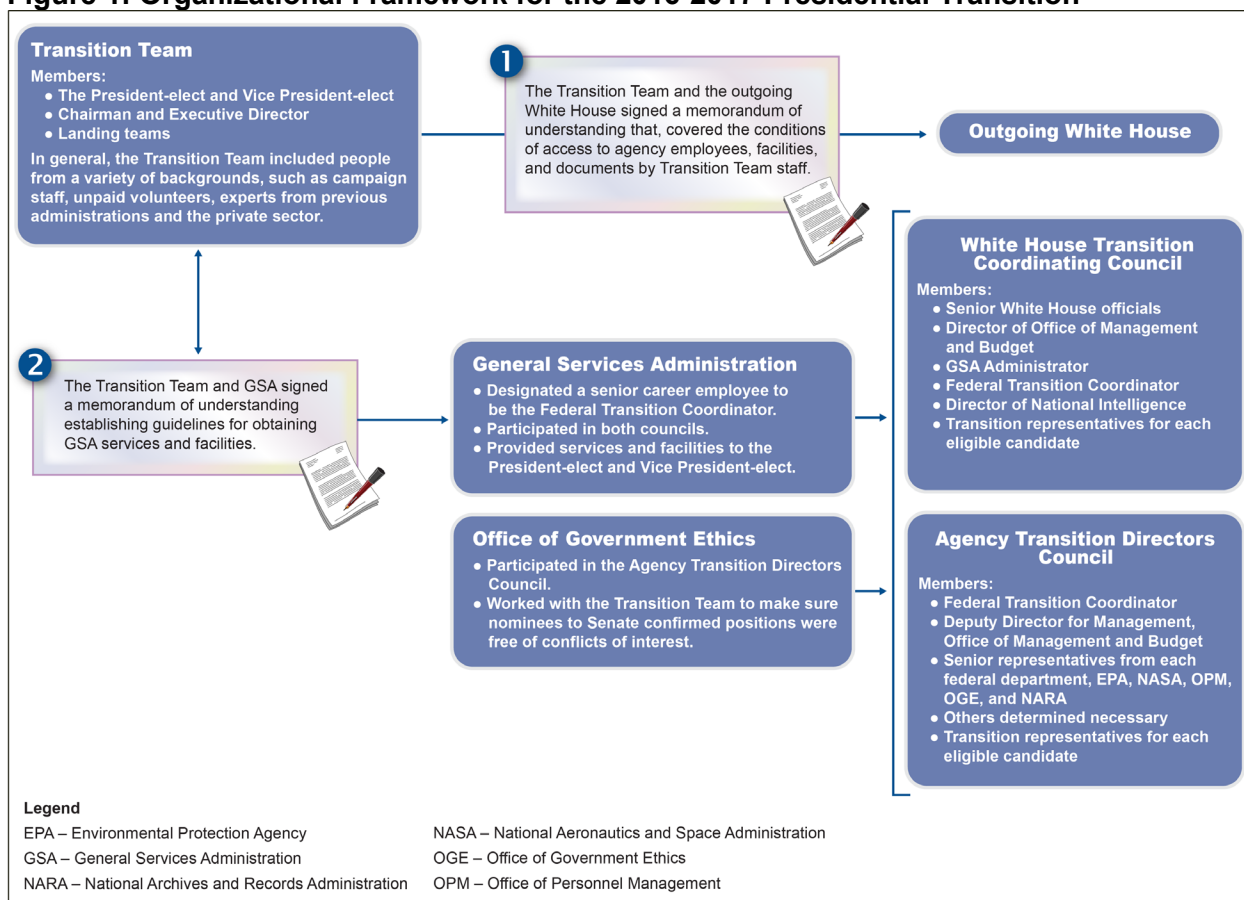 Figure 1: Organizational Framework for the 2016-2017 Presidential Transition
Transition Team
Members:
● The President-elect and Vice President-elect
● Chairman and Executive Director
● Landing teams
In general, the Transition Team included people
from a variety of backgrounds, such as campaign
staff, unpaid volunteers, experts from previous
administrations and the private sector.
1
The Transition Team and the outgoing
White House signed a memorandum of
understanding that, covered the conditions
of access to agency employees, facilities,
and documents by Transition Team staff.
Outgoing White House
2
The Transition Team and GSA signed
a memorandum of understanding
establishing guidelines for obtaining
GSA services and facilities.
General Services Administration
● Designated a senior career employee to
be the Federal Transition Coordinator.
● Participated in both councils.
● Provided services and facilities to the
President-elect and Vice President-elect.
Office of Government Ethics
● Participated in the Agency Transition Directors
Council.
● Worked with the Transition Team to make sure
nominees to Senate confirmed positions were
free of conflicts of interest.
White House Transition
Coordinating Council
Members:
● Senior White House officials
● Director of Office of Management
and Budget
● GSA Administrator
● Federal Transition Coordinator
● Director of National Intelligence
● Transition representatives for each
eligible candidate
Agency Transition Directors
Council
Members:
● Federal Transition Coordinator
● Deputy Director for Management,
Office of Management and Budget
● Senior representatives from each
federal department, EPA, NASA, OPM,
OGE, and NARA
● Others determined necessary
● Transition representatives for each
eligible candidate
Legend
EPA – Environmental Protection Agency
GSA – General Services Administration
NARA – National Archives and Records Administration
NASA – National Aeronautics and Space Administration
OGE – Office of Government Ethics
OPM – Office of Personnel Management